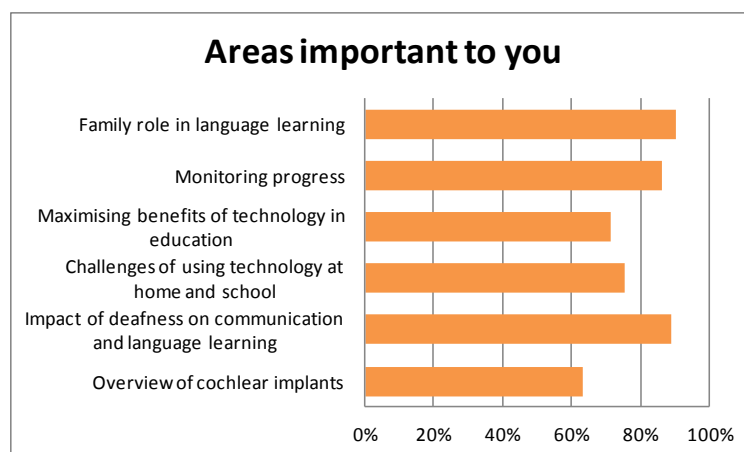 Areas important to you
Family role in language learning
Monitoring progress
Maximising benefits of technology in
education
Challenges of using technology at
home and school
Impact of deafness on communication
and language learning
Overview of cochlear implants
0% 20% 40% 60% 80% 100%